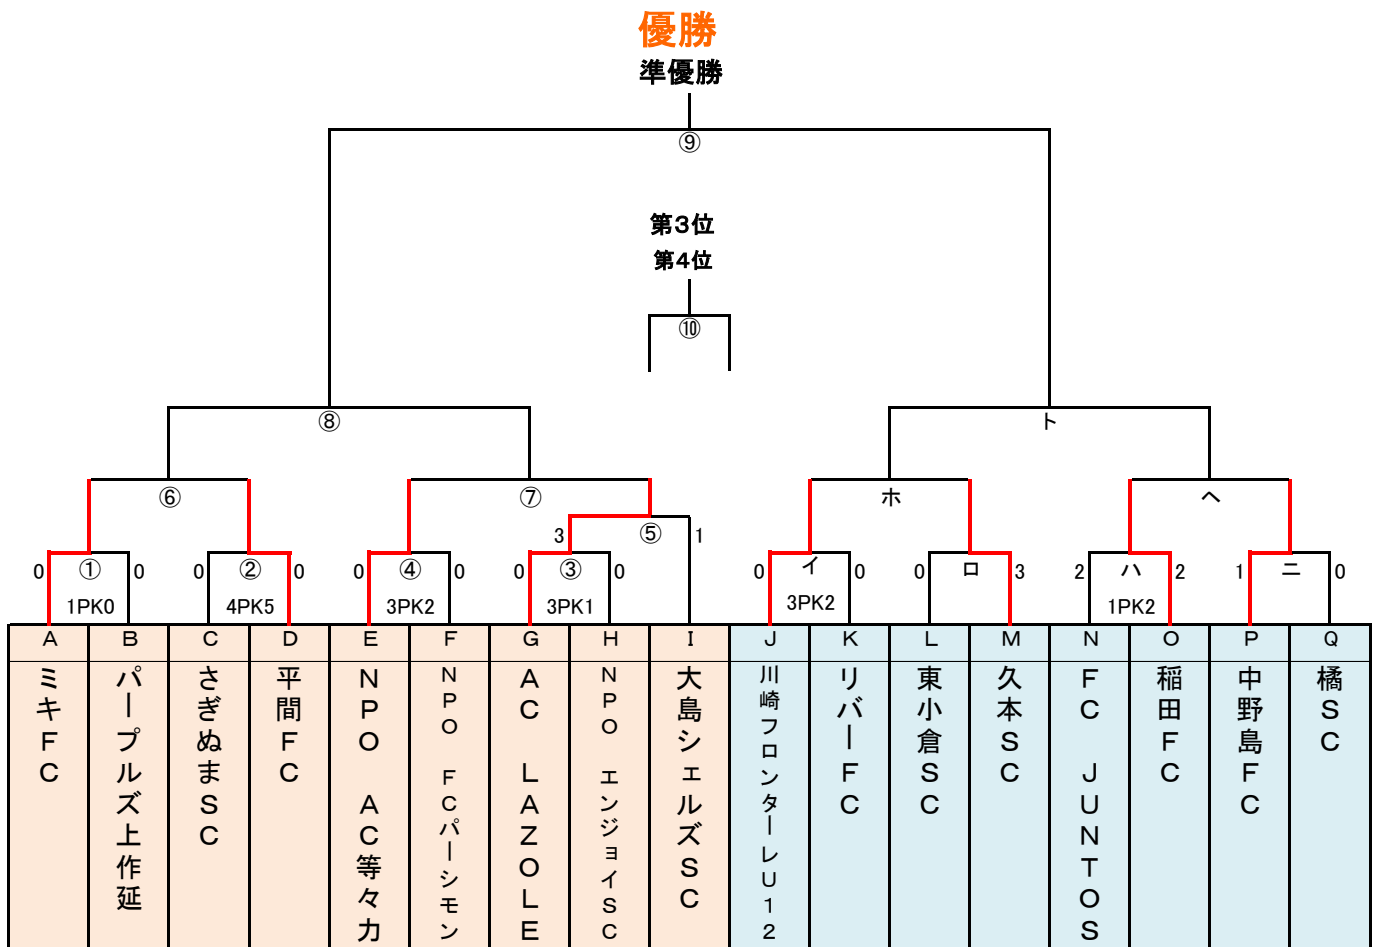 優勝
準優勝
⑨
第3位
第4位
⑩
⑧
ト
⑥
⑦
ホ
ヘ
3
⑤
1
0 ① 0
0 ② 0
0 ④ 0
0 ③ 0
0 イ 0
0 ロ 3
2 ハ 2
1 ニ 0
1PK0
4PK5
3PK2
3PK1
3PK2
1PK2
A B C D E F G H I J K L M N O P Q
ミキFC
パープルズ上作延
さぎぬまSC
平間FC
NPO AC等々力
NPO FCパーシモン
AC LAZOLE
NPO エンジョイSC
大島シェルズSC
川崎フロンターレU12
リバーFC
東小倉SC
久本SC
FC JUNTOS
稲田FC
中野島FC
橘SC